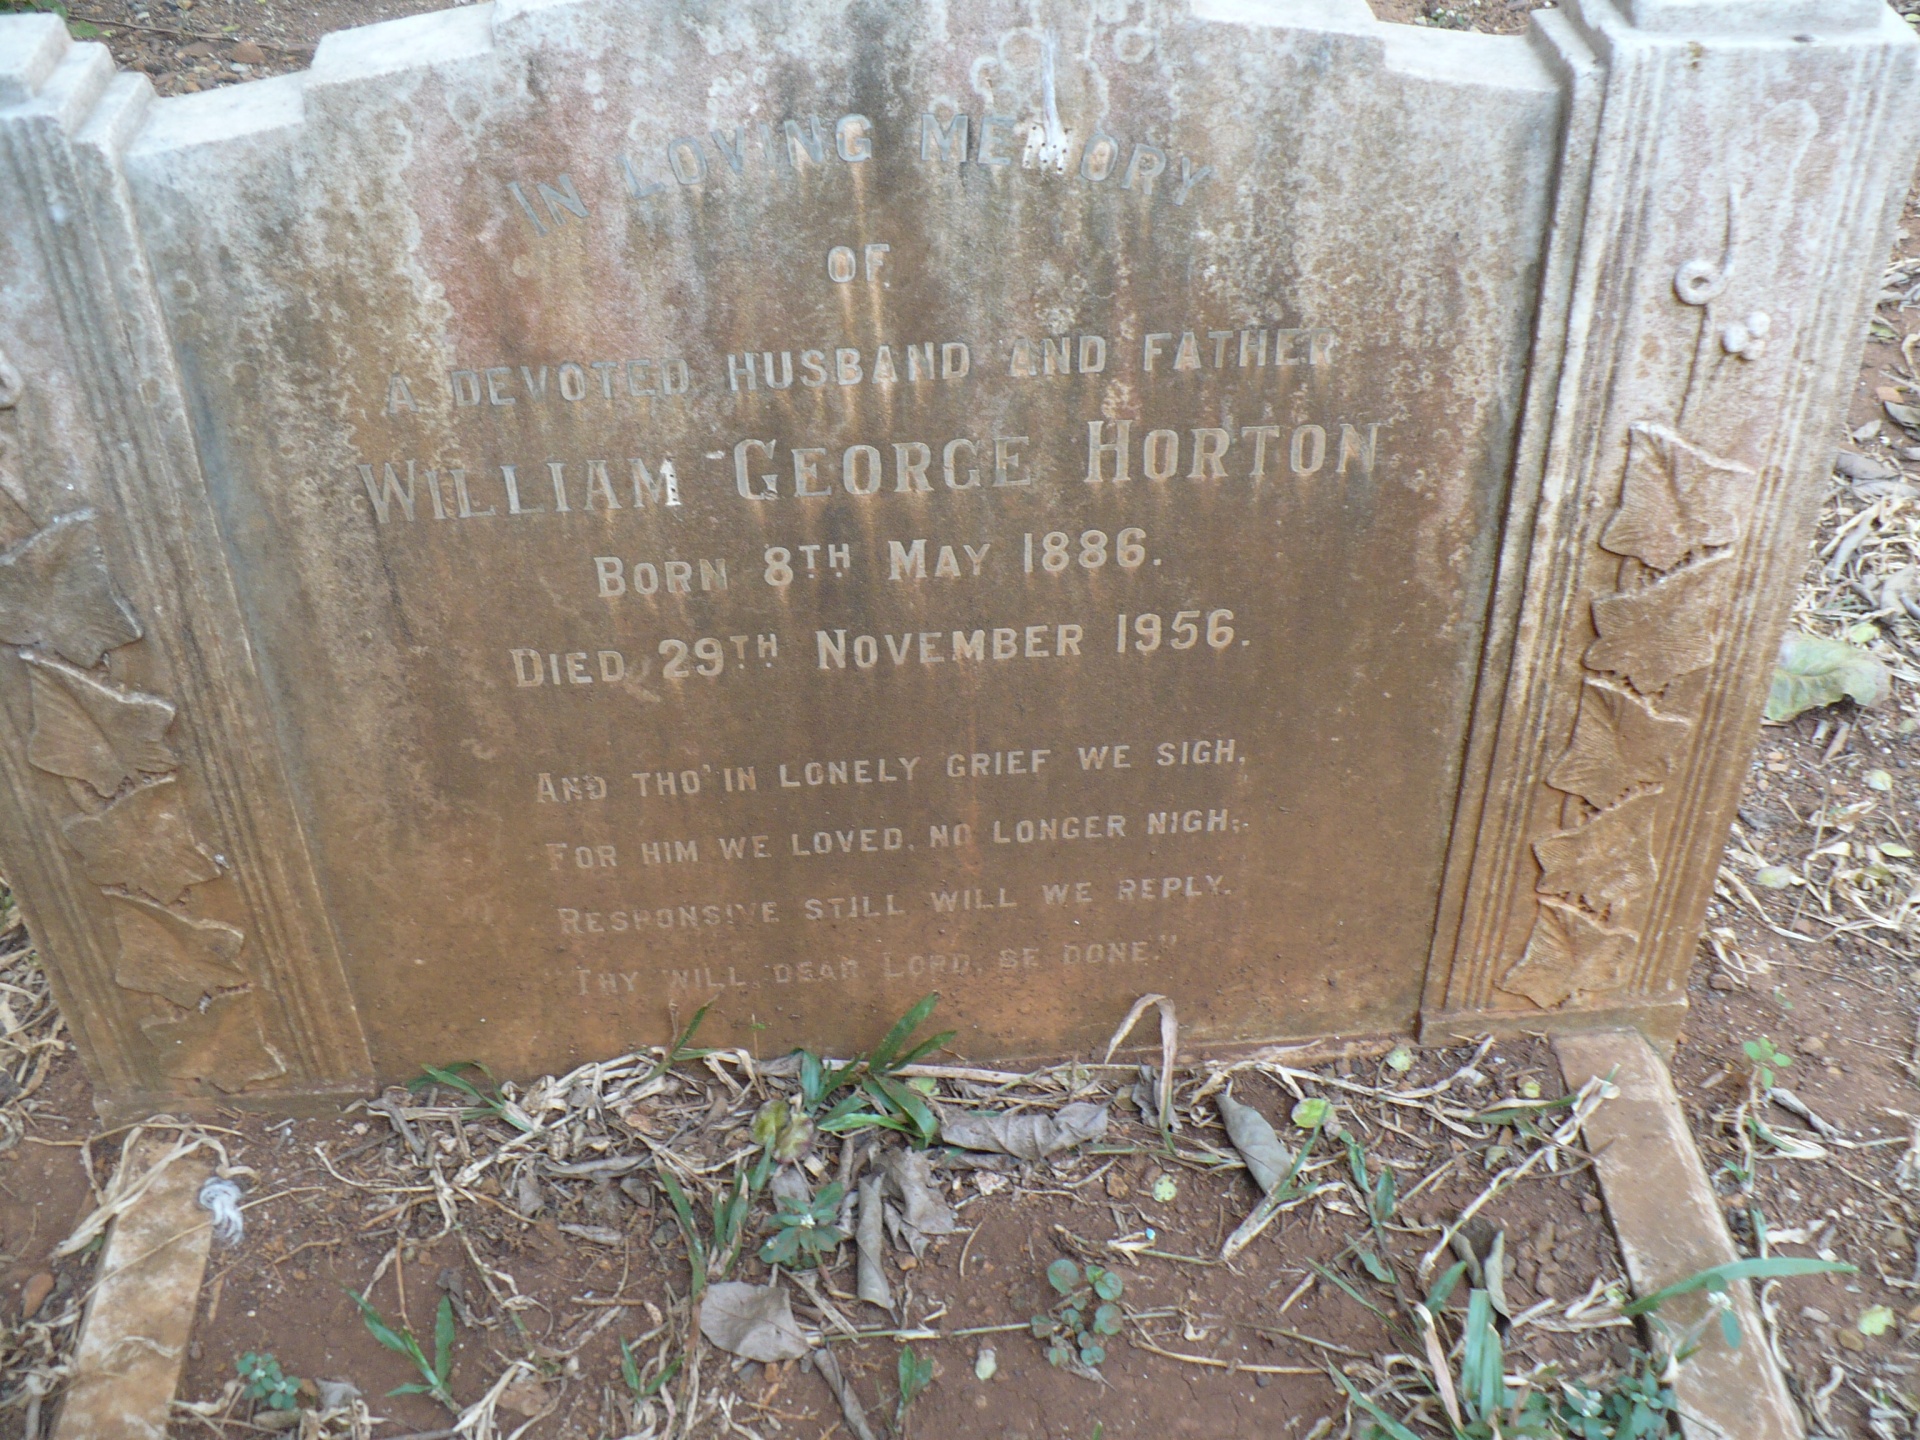 IN LOVING MEMORY
OF
A DEVOTED HUSBAND AND FATHER
WILLIAM GEORGE HORTON
BORN 8TH MAY 1886.
DIED 29TH NOVEMBER 1956.
AND THO' IN LONELY GRIEF WE SIGH,
FOR HIM WE LOVED, NO LONGER NIGH;
RESPONSIVE STILL WILL WE REPLY.
"THY WILL, DEAR LORD, BE DONE."